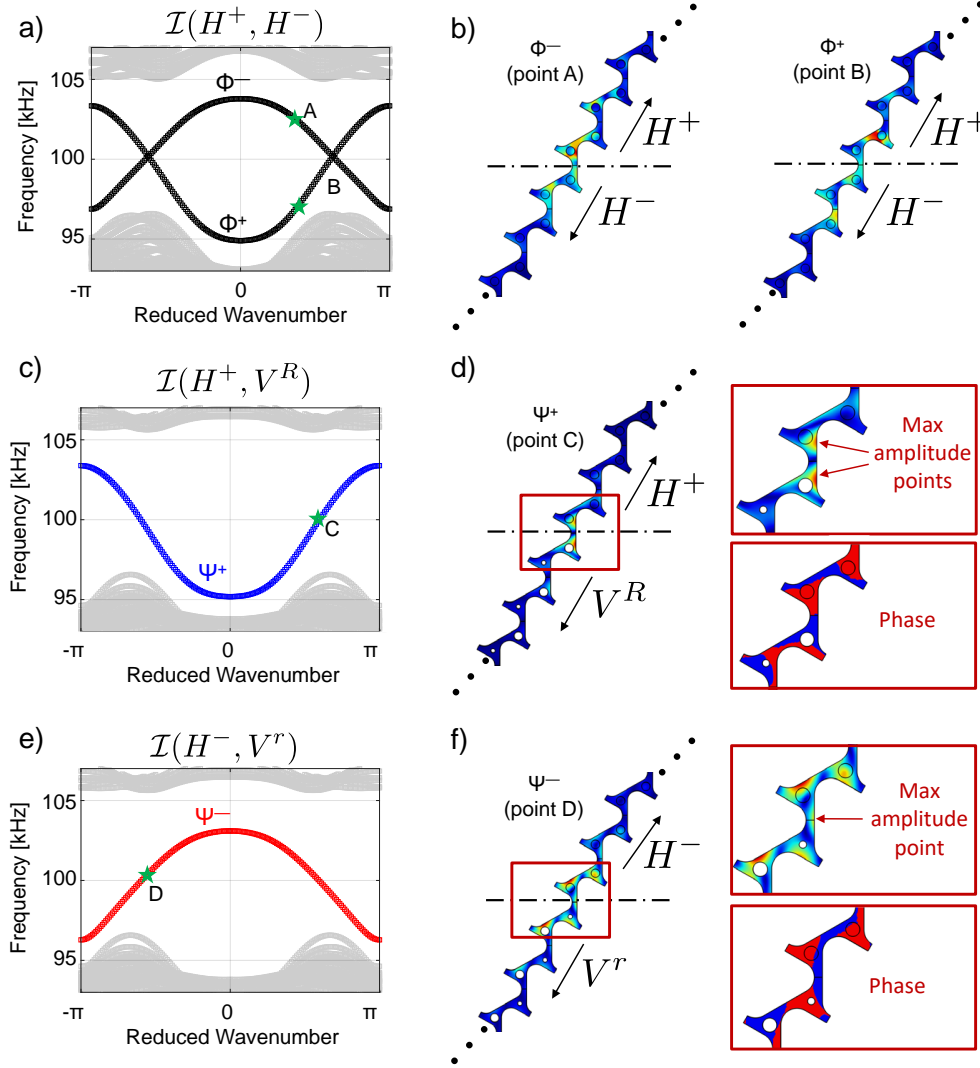 a)
I(H⁺, H⁻)
105
100
95
Frequency [kHz]
Φ—
A
B
Φ⁺
-π
0
π
Reduced Wavenumber
b)
Φ—
(point A)
H⁺
H⁻
Φ⁺
(point B)
H⁺
H⁻
c)
I(H⁺, Vᴿ)
105
100
95
Frequency [kHz]
C
Ψ⁺
-π
0
π
Reduced Wavenumber
d)
Ψ⁺
(point C)
H⁺
Vᴿ
Max
amplitude
points
Phase
e)
I(H⁻, Vʳ)
105
100
95
Frequency [kHz]
Ψ—
D
-π
0
π
Reduced Wavenumber
f)
Ψ—
(point D)
H⁻
Vʳ
Max
amplitude
point
Phase